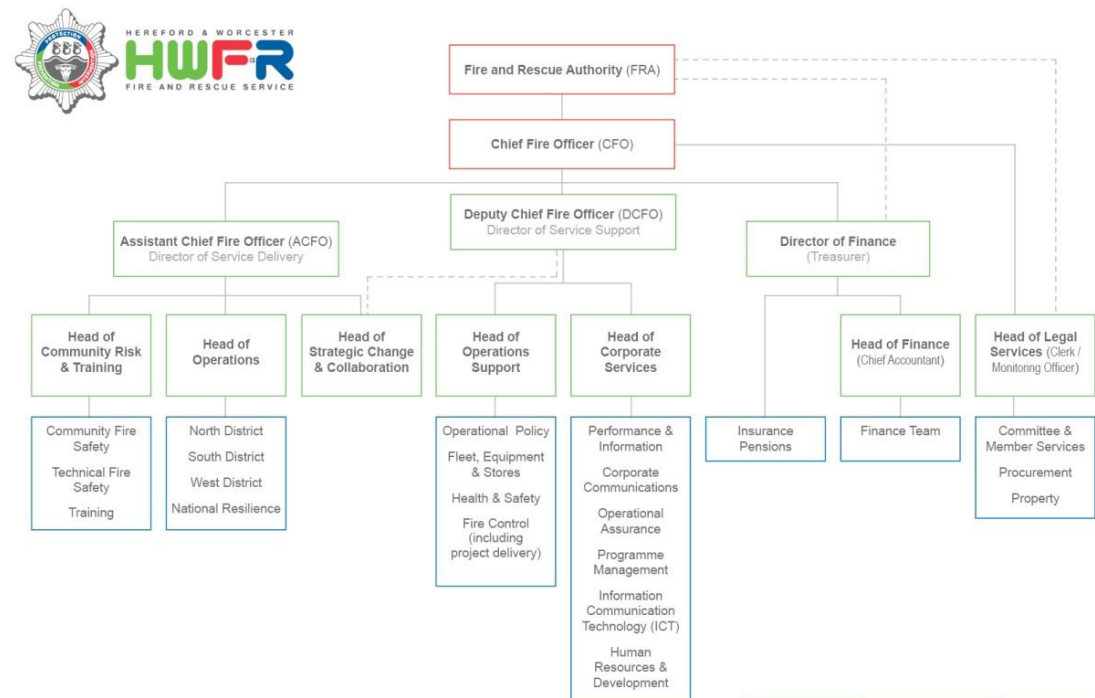 HEREFORD & WORCESTER
HWFR
FIRE AND RESCUE SERVICE
Fire and Rescue Authority (FRA)
Chief Fire Officer (CFO)
Assistant Chief Fire Officer (ACFO)
Director of Service Delivery
Deputy Chief Fire Officer (DCFO)
Director of Service Support
Director of Finance
(Treasurer)
Head of
Community Risk
& Training
Head of
Operations
Head of
Strategic Change
& Collaboration
Head of
Operations
Support
Head of
Corporate
Services
Head of Finance
(Chief Accountant)
Head of Legal
Services (Clerk /
Monitoring Officer)
Community Fire
Safety
Technical Fire
Safety
Training
North District
South District
West District
National Resilience
Operational Policy
Fleet, Equipment
& Stores
Health & Safety
Fire Control
(including
project delivery)
Performance &
Information
Corporate
Communications
Operational
Assurance
Programme
Management
Information
Communication
Technology (ICT)
Human
Resources &
Development
Insurance
Pensions
Finance Team
Committee &
Member Services
Procurement
Property